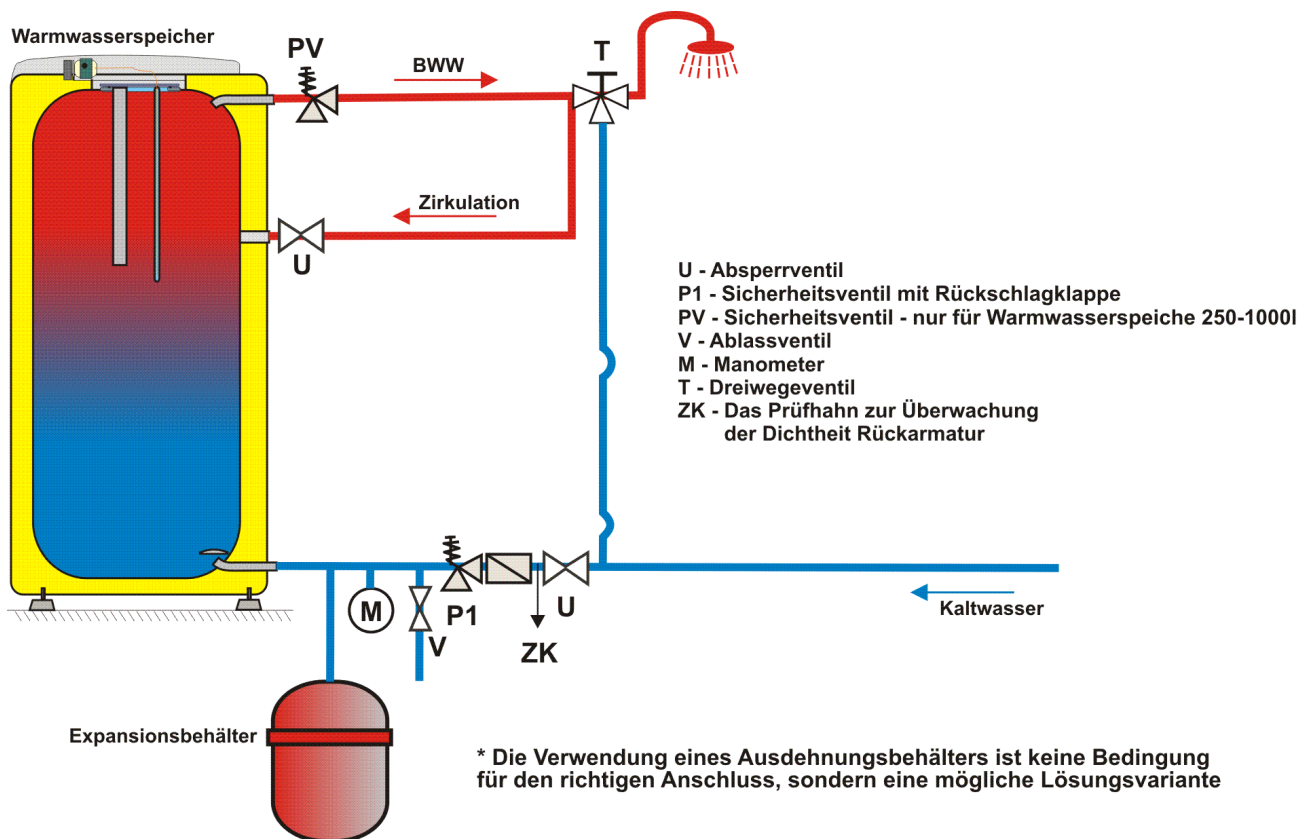 Warmwasserspeicher
PV
BWW
T
Zirkulation
U
U - Absperrventil
P1 - Sicherheitsventil mit Rückschlagklappe
PV - Sicherheitsventil - nur für Warmwasserspeiche 250-1000l
V - Ablassventil
M - Manometer
T - Dreiwegeventil
ZK - Das Prüfhahn zur Überwachung
der Dichtheit Rückarmatur
M
V
P1
ZK
U
Kaltwasser
Expansionsbehälter
* Die Verwendung eines Ausdehnungsbehälters ist keine Bedingung
für den richtigen Anschluss, sondern eine mögliche Lösungsvariante